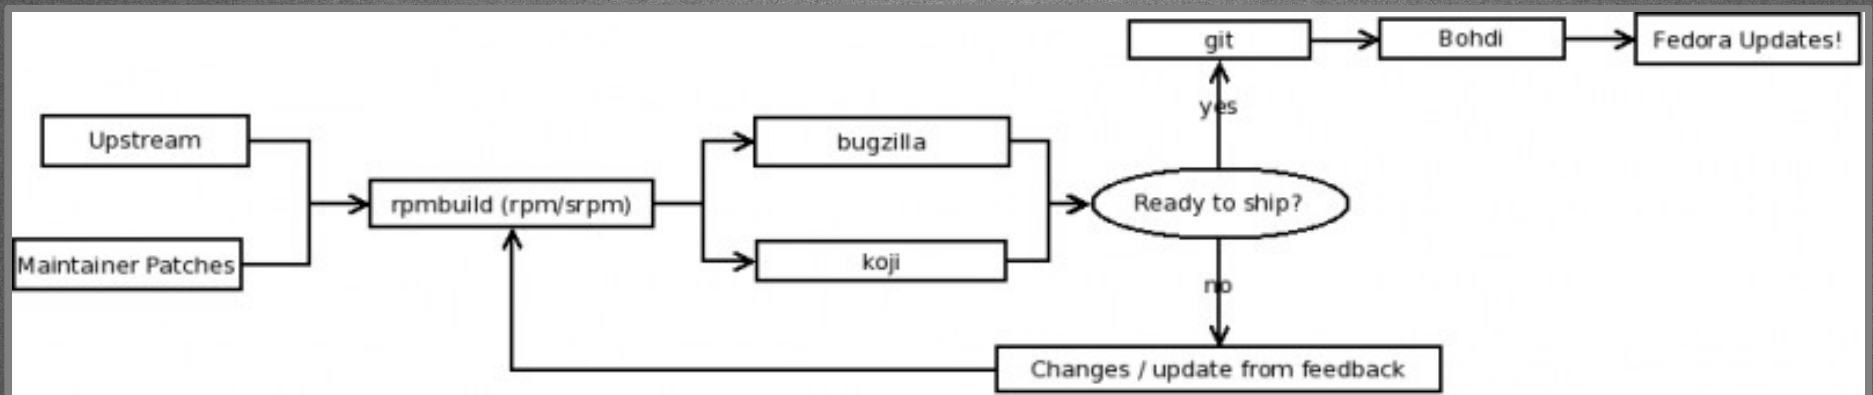 git
Bohdi
Fedora Updates!
yes
Upstream
bugzilla
rpmbuild (rpm/srpm)
Ready to ship?
Maintainer Patches
koji
no
Changes / update from feedback